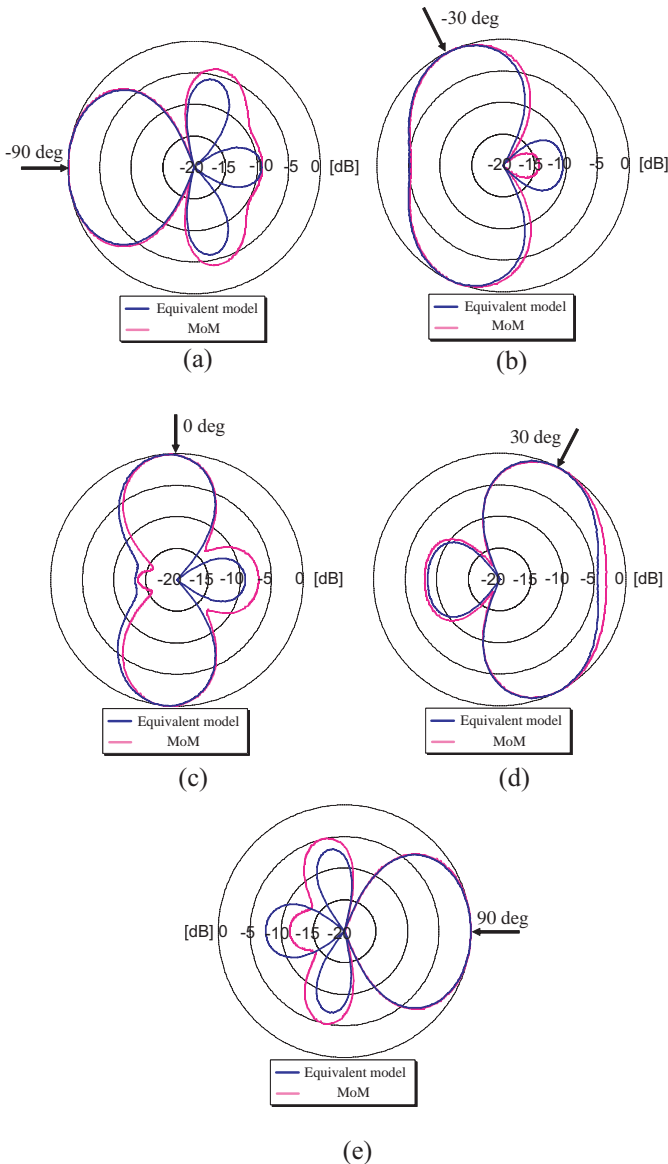 -30 deg
-90 deg
-20 -15 -10 -5 0 [dB]
-20 -15 -10 -5 0 [dB]
Equivalent model
MoM
(a)
Equivalent model
MoM
(b)
0 deg
30 deg
-20 -15 -10 -5 0 [dB]
-20 -15 -10 -5 0 [dB]
Equivalent model
MoM
(c)
Equivalent model
MoM
(d)
[dB] 0 -5 -10 -15 -20
90 deg
Equivalent model
MoM
(e)